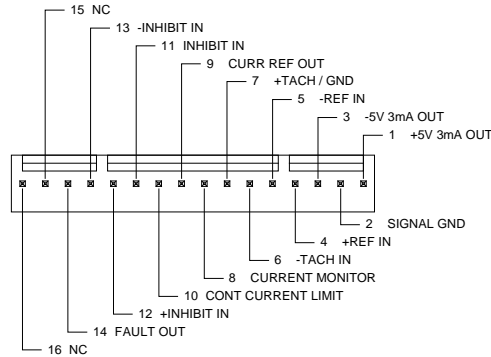 15 NC
13 -INHIBIT IN
11 INHIBIT IN
9 CURR REF OUT
7 +TACH / GND
5 -REF IN
3 -5V 3mA OUT
1 +5V 3mA OUT
2 SIGNAL GND
4 +REF IN
6 -TACH IN
8 CURRENT MONITOR
10 CONT CURRENT LIMIT
12 +INHIBIT IN
14 FAULT OUT
16 NC